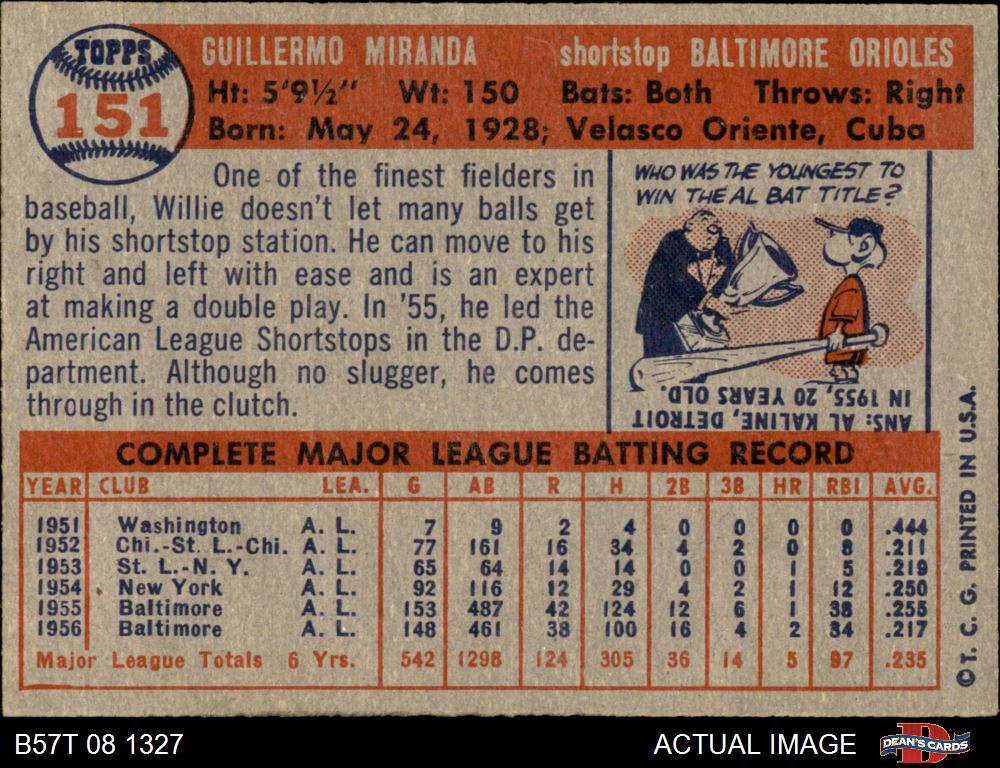 TOPPS
151
GUILLERMO MIRANDA shortstop BALTIMORE ORIOLES
Ht: 5'9½" Wt: 150 Bats: Both Throws: Right
Born: May 24, 1928; Velasco Oriente, Cuba
One of the finest fielders in
baseball, Willie doesn't let many balls get
by his shortstop station. He can move to his
right and left with ease and is an expert
at making a double play. In '55, he led the
American League Shortstops in the D.P. de-
partment. Although no slugger, he comes
through in the clutch.
WHO WAS THE YOUNGEST TO
WIN THE AL BAT TITLE?
ANS: AL KALINE, DETROIT
IN 1955, 20 YEARS OLD.
COMPLETE MAJOR LEAGUE BATTING RECORD
YEAR CLUB LEA. G AB R H 2B 3B HR RBI AVG.
1951 Washington A. L. 7 9 2 4 0 0 0 0 .444
1952 Chi.-St. L.-Chi. A. L. 77 161 16 34 4 2 0 8 .211
1953 St. L.-N. Y. A. L. 65 64 14 14 0 0 1 5 .219
1954 New York A. L. 92 116 12 29 4 2 1 12 .250
1955 Baltimore A. L. 153 487 42 124 12 6 1 38 .255
1956 Baltimore A. L. 148 461 38 100 16 4 2 34 .217
Major League Totals 6 Yrs. 542 1298 124 305 36 14 5 97 .235
©T. C. G. PRINTED IN U.S.A.
B57T 08 1327
ACTUAL IMAGE
DEAN'S CARDS